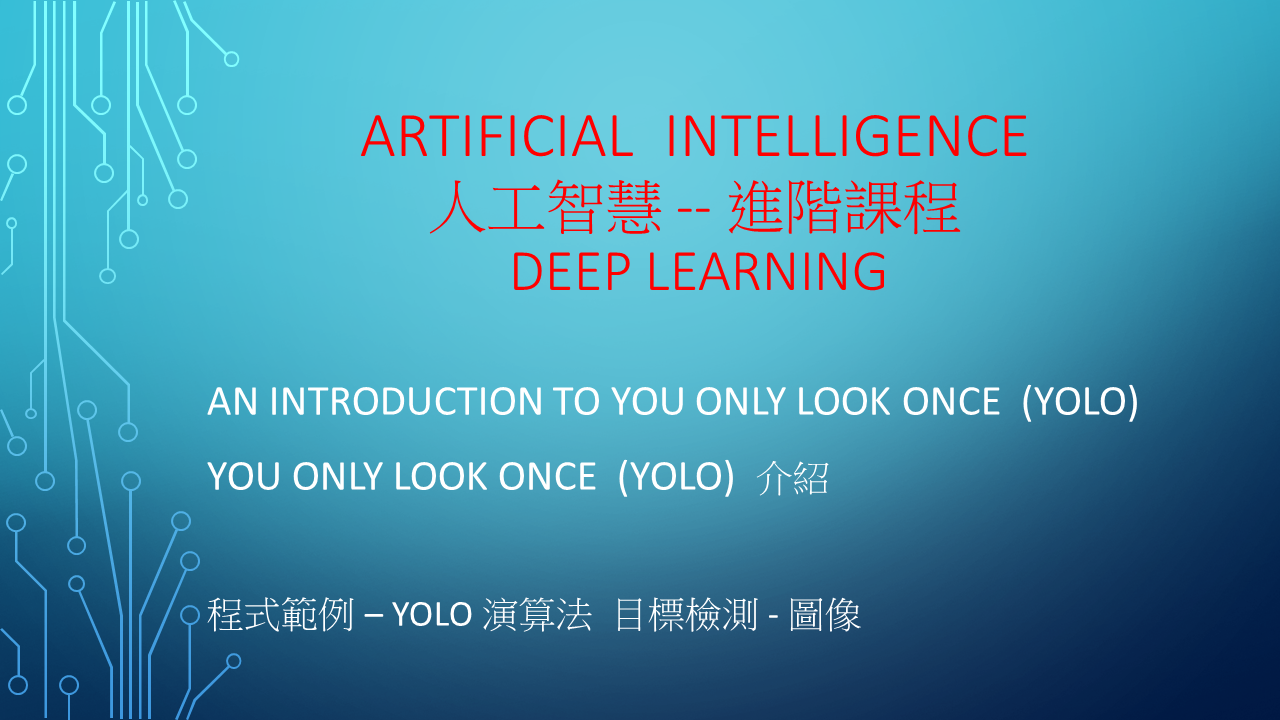 ARTIFICIAL INTELLIGENCE
人工智慧 -- 進階課程
DEEP LEARNING
AN INTRODUCTION TO YOU ONLY LOOK ONCE (YOLO)
YOU ONLY LOOK ONCE (YOLO) 介紹
程式範例 – YOLO 演算法 目標檢測 - 圖像